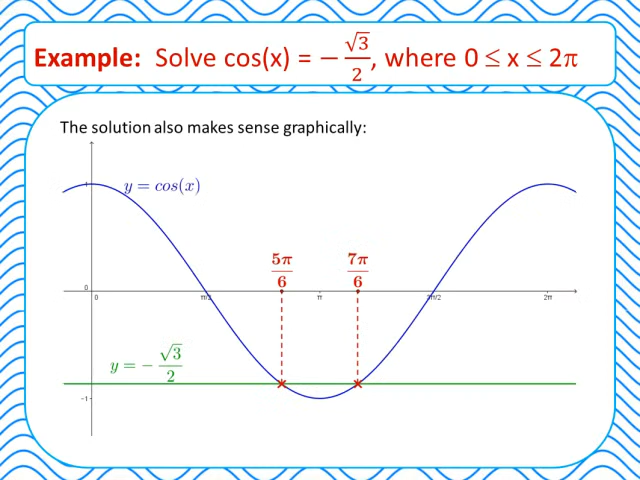 Example: Solve cos(x) = −√3/2, where 0 ≤ x ≤ 2π
The solution also makes sense graphically:
1
y = cos(x)
5π/6
7π/6
0
0
π/2
π
3π/2
2π
y = −√3/2
−1